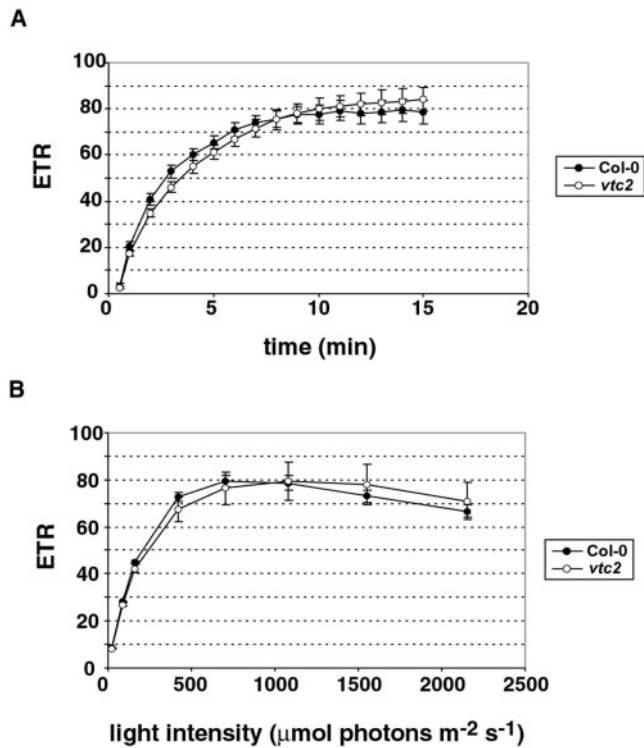 A
100
80
60
40
20
0
ETR
0 5 10 15 20
time (min)
Col-0
vtc2
B
100
80
60
40
20
0
ETR
0 500 1000 1500 2000 2500
light intensity (μmol photons m⁻² s⁻¹)
Col-0
vtc2